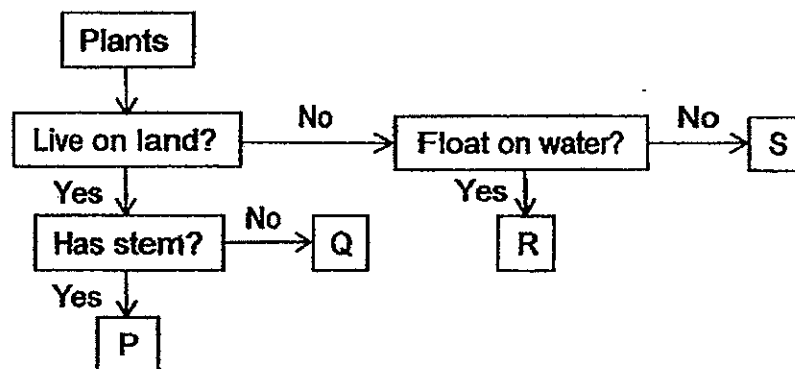 Plants
Live on land?
No
Float on water?
No
S
Yes
Yes
Has stem?
No
Q
R
Yes
P